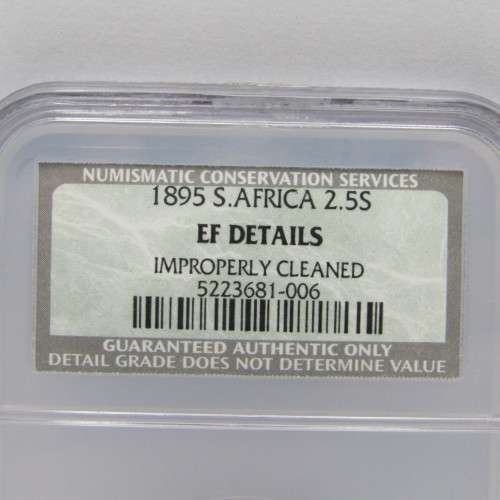 NUMISMATIC CONSERVATION SERVICES
1895 S.AFRICA 2.5S
EF DETAILS
IMPROPERLY CLEANED
5223681-006
GUARANTEED AUTHENTIC ONLY
DETAIL GRADE DOES NOT DETERMINE VALUE